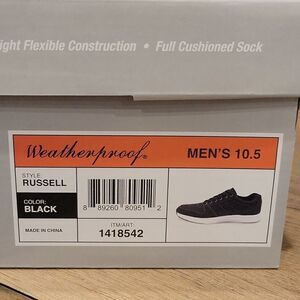 ight Flexible Construction • Full Cushioned Sock
Weatherproof®
MEN'S 10.5
STYLE:
RUSSELL
COLOR:
BLACK
MADE IN CHINA
8 89260 80951 2
ITM/ART.
1418542